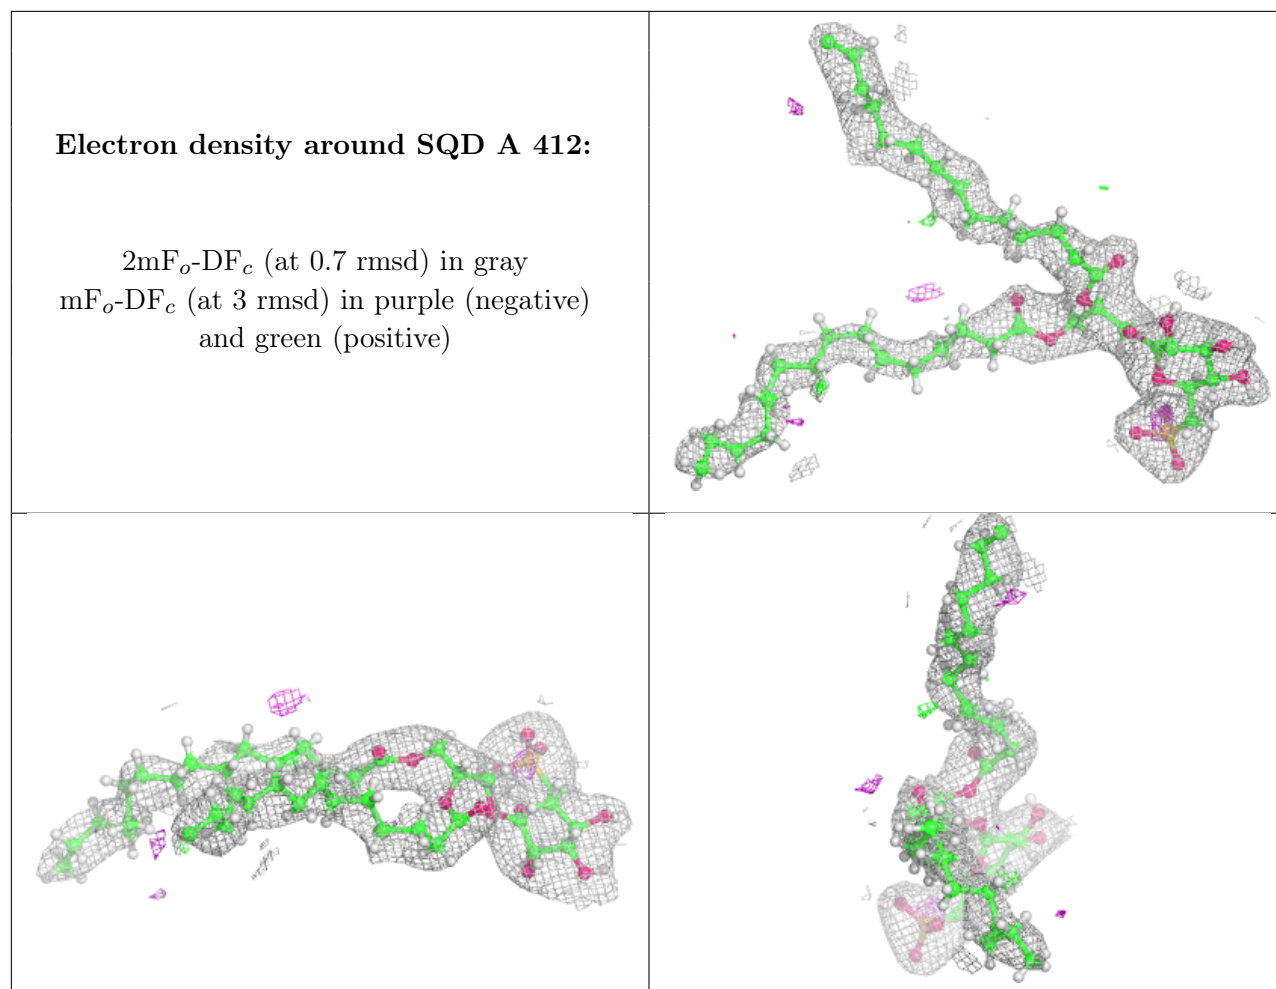 Electron density around SQD A 412:
2mFo-DFc (at 0.7 rmsd) in gray
mFo-DFc (at 3 rmsd) in purple (negative)
and green (positive)